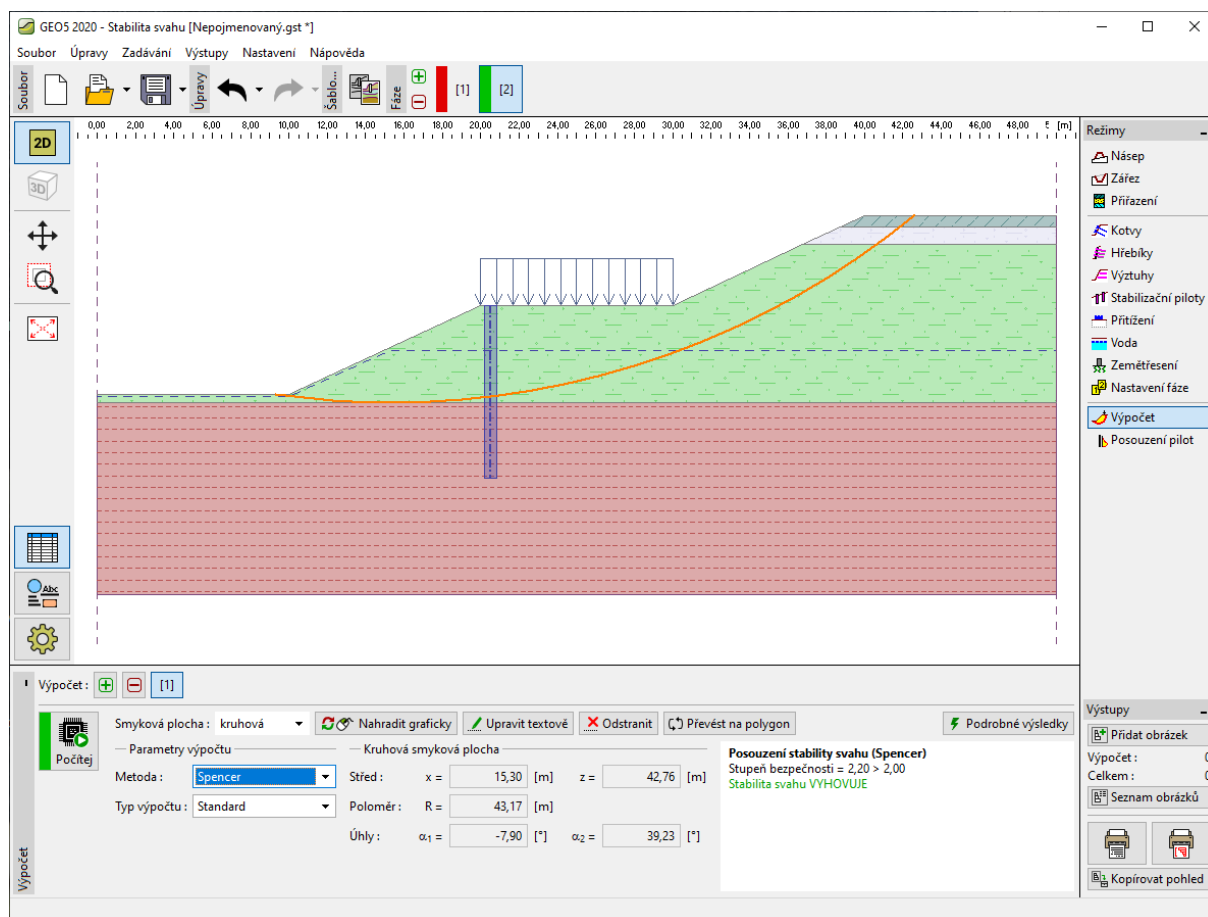 GEO5 2020 - Stabilita svahu [Nepojmenovaný.gst *]
Soubor Úpravy Zadávání Výstupy Nastavení Nápověda
Soubor
Úpravy
Šablo...
Fáze
[1] [2]
0,00 2,00 4,00 6,00 8,00 10,00 12,00 14,00 16,00 18,00 20,00 22,00 24,00 26,00 28,00 30,00 32,00 34,00 36,00 38,00 40,00 42,00 44,00 46,00 48,00 [m]
2D
3D
Abc
Režimy
Násep
Zářez
Přiřazení
Kotvy
Hřebíky
Výztuhy
Stabilizační piloty
Přitížení
Voda
Zemětřesení
Nastavení fáze
Výpočet
Posouzení pilot
Výpočet : [1]
Počítej
Smyková plocha : kruhová Nahradit graficky Upravit textově Odstranit Převést na polygon Podrobné výsledky
Parametry výpočtu
Metoda : Spencer
Typ výpočtu : Standard
Kruhová smyková plocha
Střed : x = 15,30 [m] z = 42,76 [m]
Poloměr : R = 43,17 [m]
Úhly : α1 = -7,90 [°] α2 = 39,23 [°]
Posouzení stability svahu (Spencer)
Stupeň bezpečnosti = 2,20 > 2,00
Stabilita svahu VYHOVUJE
Výpočet
Výstupy
Přidat obrázek
Výpočet : 0
Celkem : 0
Seznam obrázků
Kopírovat pohled